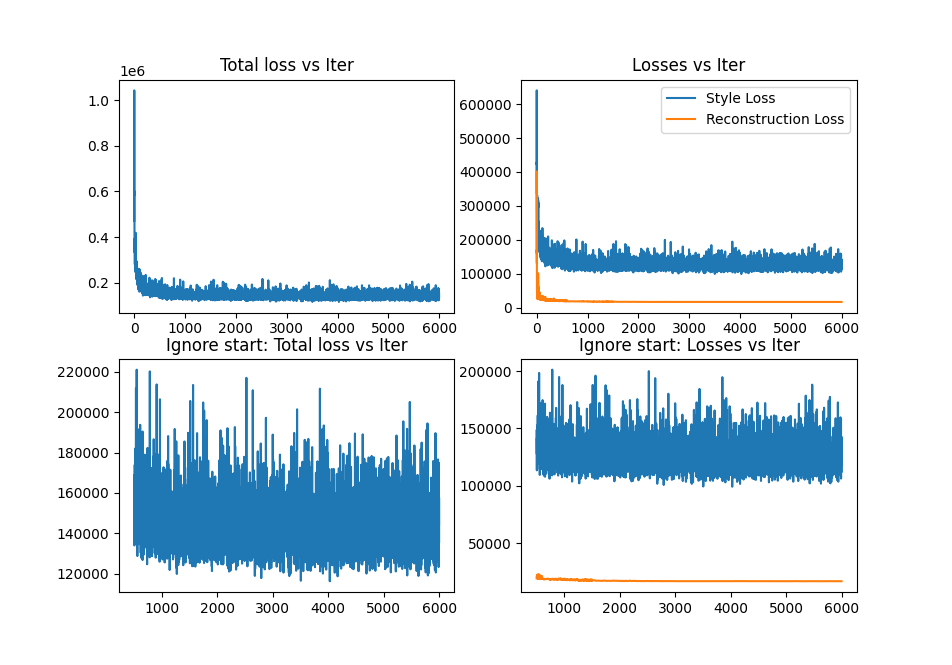 Total loss vs Iter
1e6
1.0
0.8
0.6
0.4
0.2
0 1000 2000 3000 4000 5000 6000
Losses vs Iter
Style Loss
Reconstruction Loss
600000
500000
400000
300000
200000
100000
0
0 1000 2000 3000 4000 5000 6000
Ignore start: Total loss vs Iter
220000
200000
180000
160000
140000
120000
1000 2000 3000 4000 5000 6000
Ignore start: Losses vs Iter
200000
150000
100000
50000
1000 2000 3000 4000 5000 6000